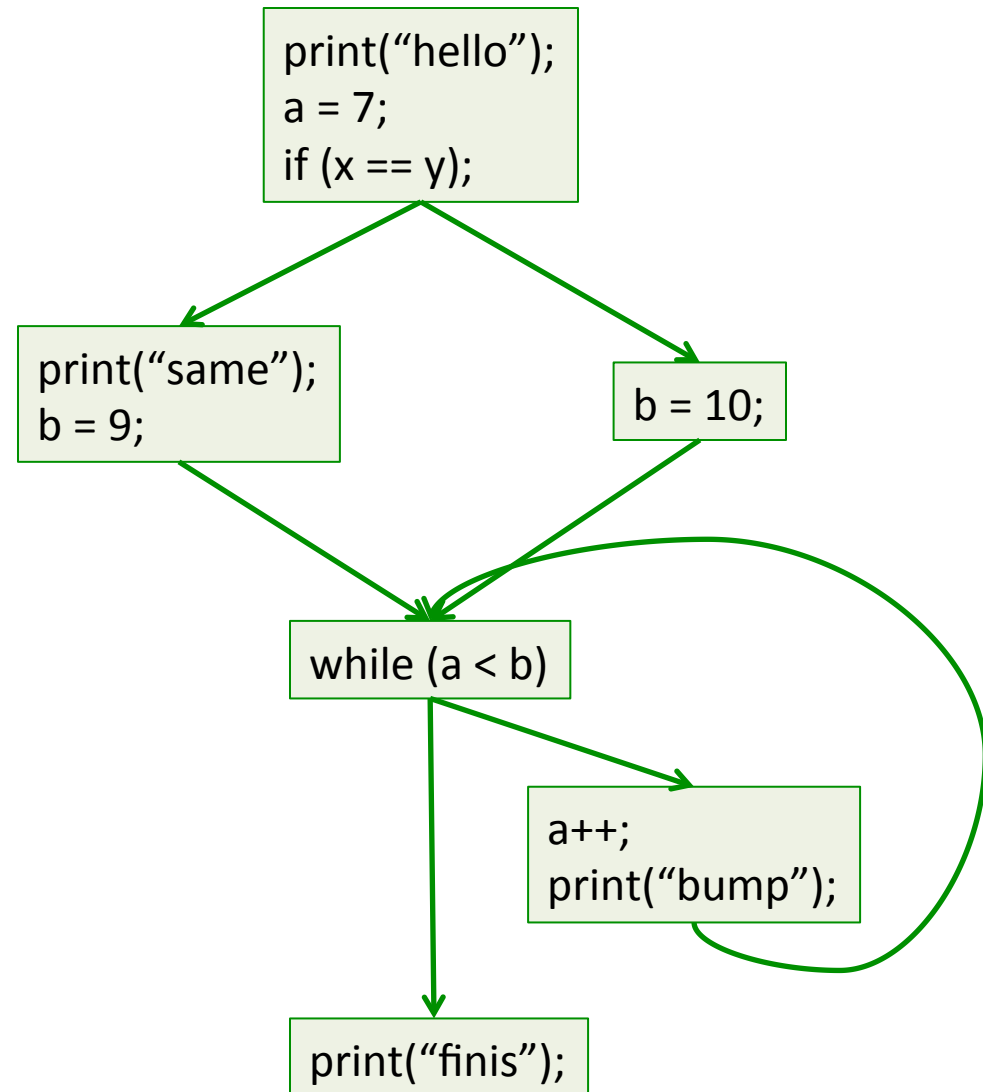 print(“hello”);
a = 7;
if (x == y);
print(“same”);
b = 9;
b = 10;
while (a < b)
a++;
print(“bump”);
print(“finis”);